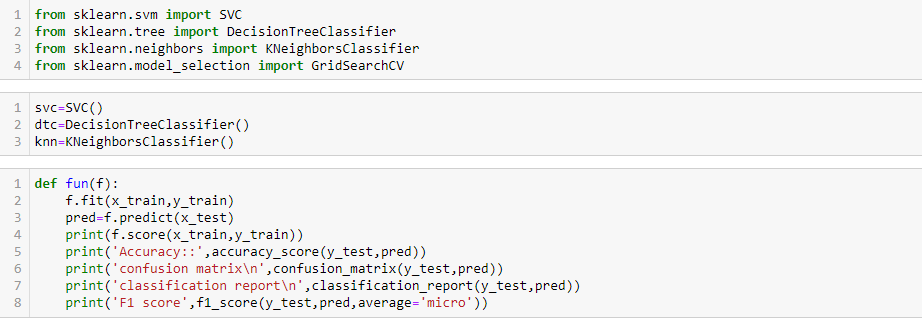 1 from sklearn.svm import SVC
2 from sklearn.tree import DecisionTreeClassifier
3 from sklearn.neighbors import KNeighborsClassifier
4 from sklearn.model_selection import GridSearchCV
1 svc=SVC()
2 dtc=DecisionTreeClassifier()
3 knn=KNeighborsClassifier()
1 def fun(f):
2     f.fit(x_train,y_train)
3     pred=f.predict(x_test)
4     print(f.score(x_train,y_train))
5     print('Accuracy::',accuracy_score(y_test,pred))
6     print('confusion matrix\n',confusion_matrix(y_test,pred))
7     print('classification report\n',classification_report(y_test,pred))
8     print('F1 score',f1_score(y_test,pred,average='micro'))